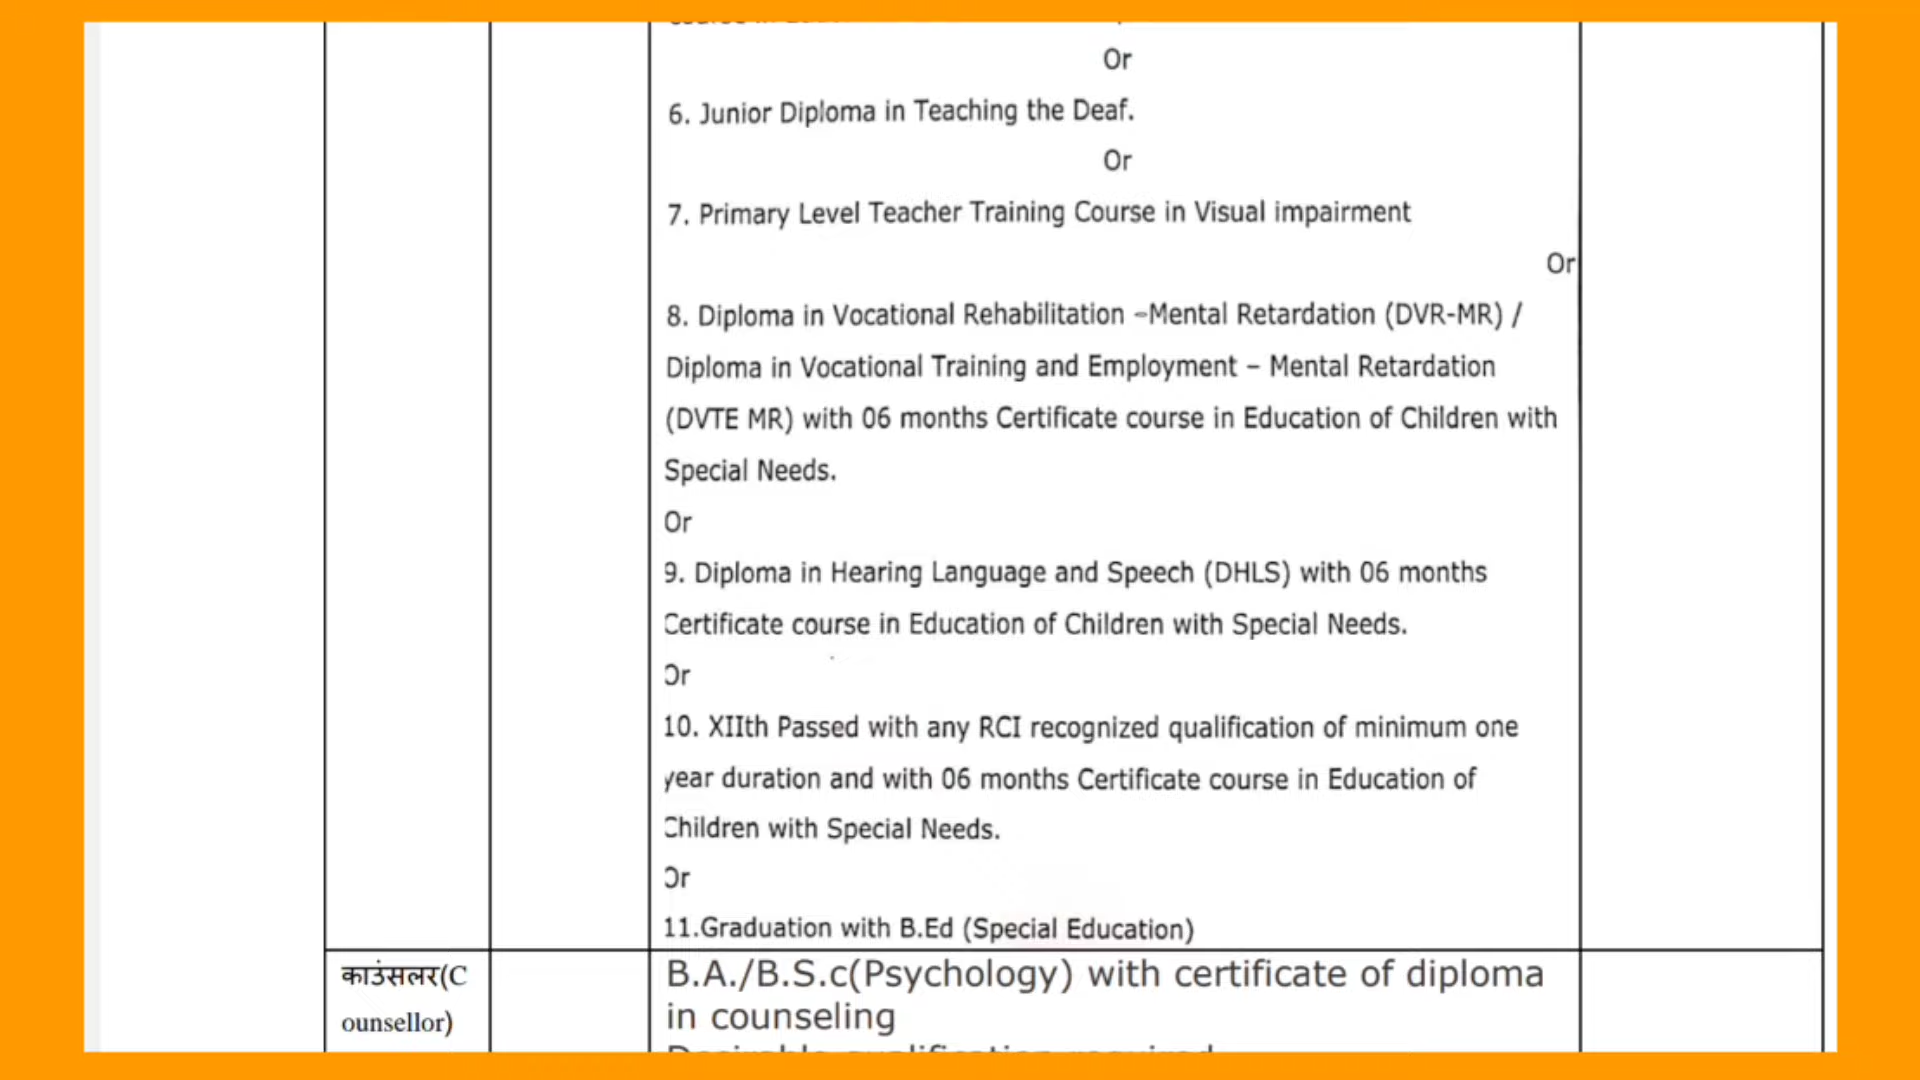 Or
6. Junior Diploma in Teaching the Deaf.
Or
7. Primary Level Teacher Training Course in Visual impairment
Or
8. Diploma in Vocational Rehabilitation -Mental Retardation (DVR-MR) /
Diploma in Vocational Training and Employment – Mental Retardation
(DVTE MR) with 06 months Certificate course in Education of Children with
Special Needs.
Or
9. Diploma in Hearing Language and Speech (DHLS) with 06 months
Certificate course in Education of Children with Special Needs.
Or
10. XIIth Passed with any RCI recognized qualification of minimum one
year duration and with 06 months Certificate course in Education of
Children with Special Needs.
Or
11.Graduation with B.Ed (Special Education)
काउंसलर(C
ounsellor)
B.A./B.S.c(Psychology) with certificate of diploma
in counseling